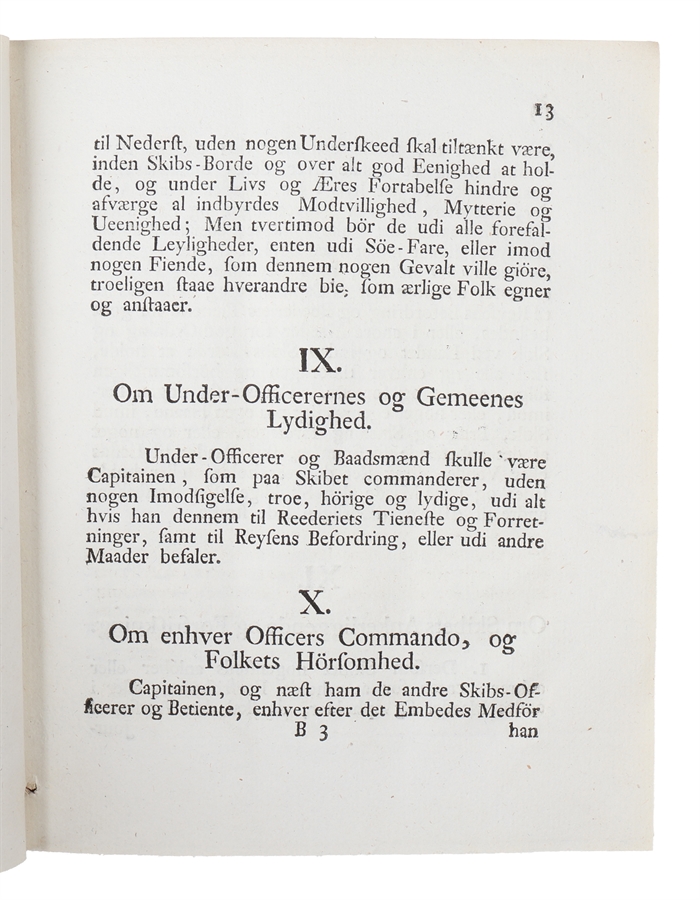 13
til Nederſt, uden nogen Underſkeed ſkal tiltænkt være,
inden Skibs-Borde og over alt god Eenighed at hol-
de, og under Livs og Æres Fortabelſe hindre og
afværge al indbyrdes Modtvillighed, Mytterie og
Ueenighed; Men tvertimod bör de udi alle forefal-
dende Leyligheder, enten udi Söe-Fare, eller imod
nogen Fiende, ſom dennem nogen Gevalt ville giöre,
troeligen ſtaae hverandre bie, ſom ærlige Folk egner
og anſtaaer.
IX.
Om Under-Officerernes og Gemeenes
Lydighed.
Under-Officerer og Baadsmænd ſkulle være
Capitainen, ſom paa Skibet commanderer, uden
nogen Imodſigelſe, troe, hörige og lydige, udi alt
hvis han dennem til Reederiets Tieneſte og Forret-
ninger, ſamt til Reyſens Befordring, eller udi andre
Maader befaler.
X.
Om enhver Officers Commando, og
Folkets Hörſomhed.
Capitainen, og næſt ham de andre Skibs-Of-
ficerer og Betiente, enhver efter det Embedes Medför
B 3 han